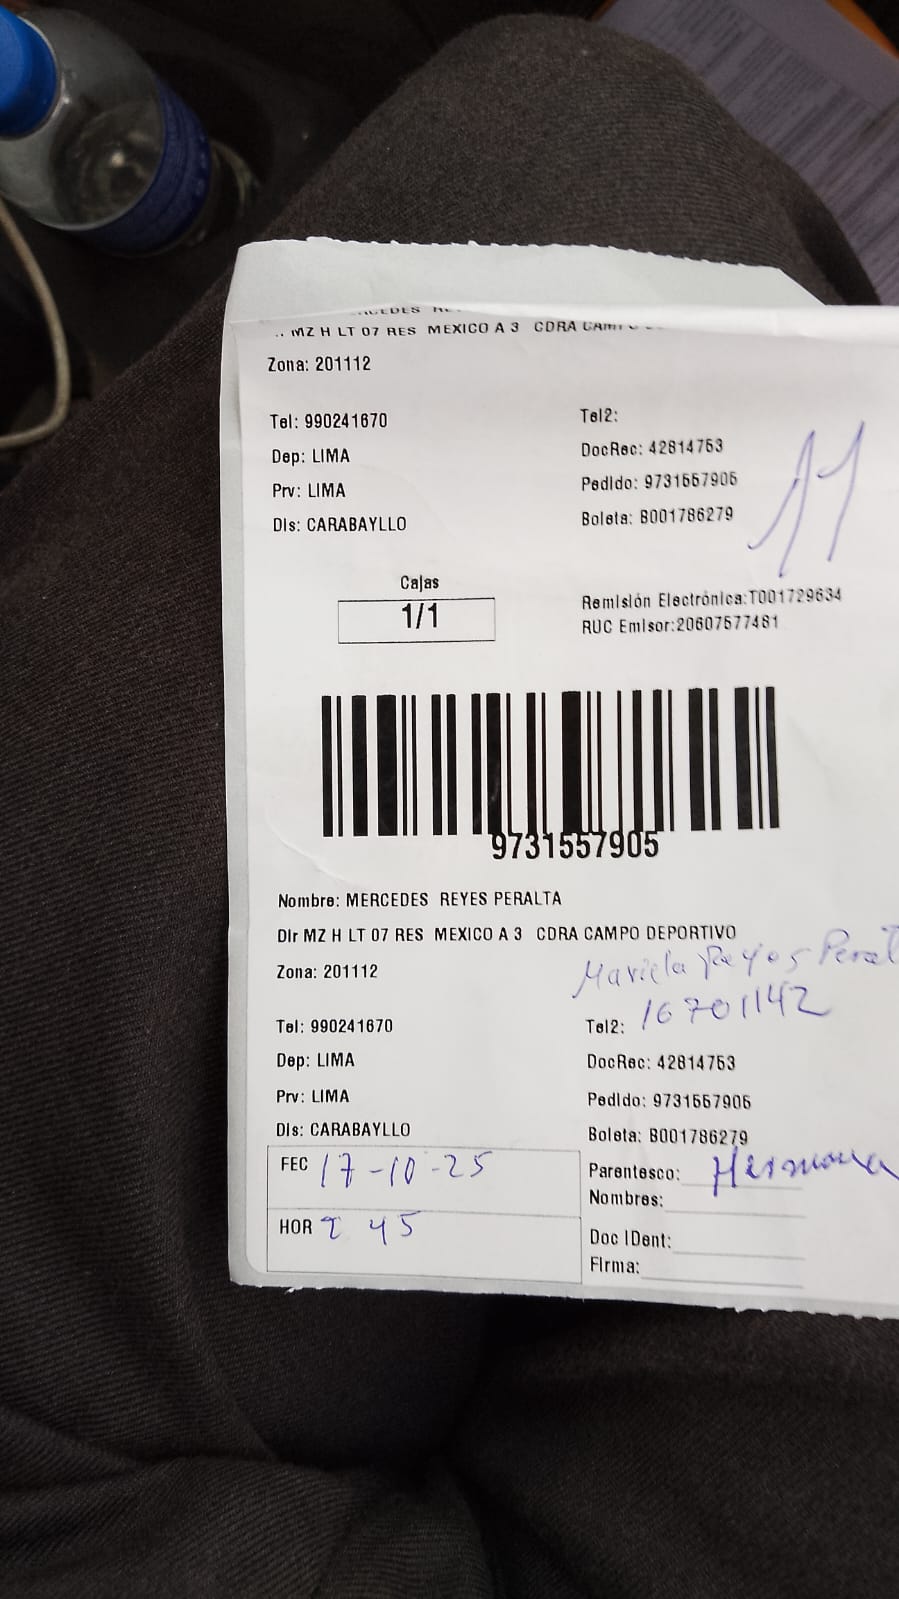 MZ H LT 07 RES MEXICO A 3 CDRA
Zona: 201112
Tel: 990241670
Tel2:
Dep: LIMA
DocRec: 42814753
Prv: LIMA
Pedido: 9731557905
Dis: CARABAYLLO
Boleta: B001786279
11
Cajas
1/1
Remisión Electrónica:T001729634
RUC Emisor:20607577481
9731557905
Nombre: MERCEDES REYES PERALTA
Dir MZ H LT 07 RES MEXICO A 3 CDRA CAMPO DEPORTIVO
Mariela Reyes Peralt
Zona: 201112
16701142
Tel: 990241670
Tel2:
Dep: LIMA
DocRec: 42814753
Prv: LIMA
Pedido: 9731557905
Dis: CARABAYLLO
Boleta: B001786279
FEC 17-10-25
Parentesco: Hermana
Nombres:
HOR 2 45
Doc IDent:
Firma: